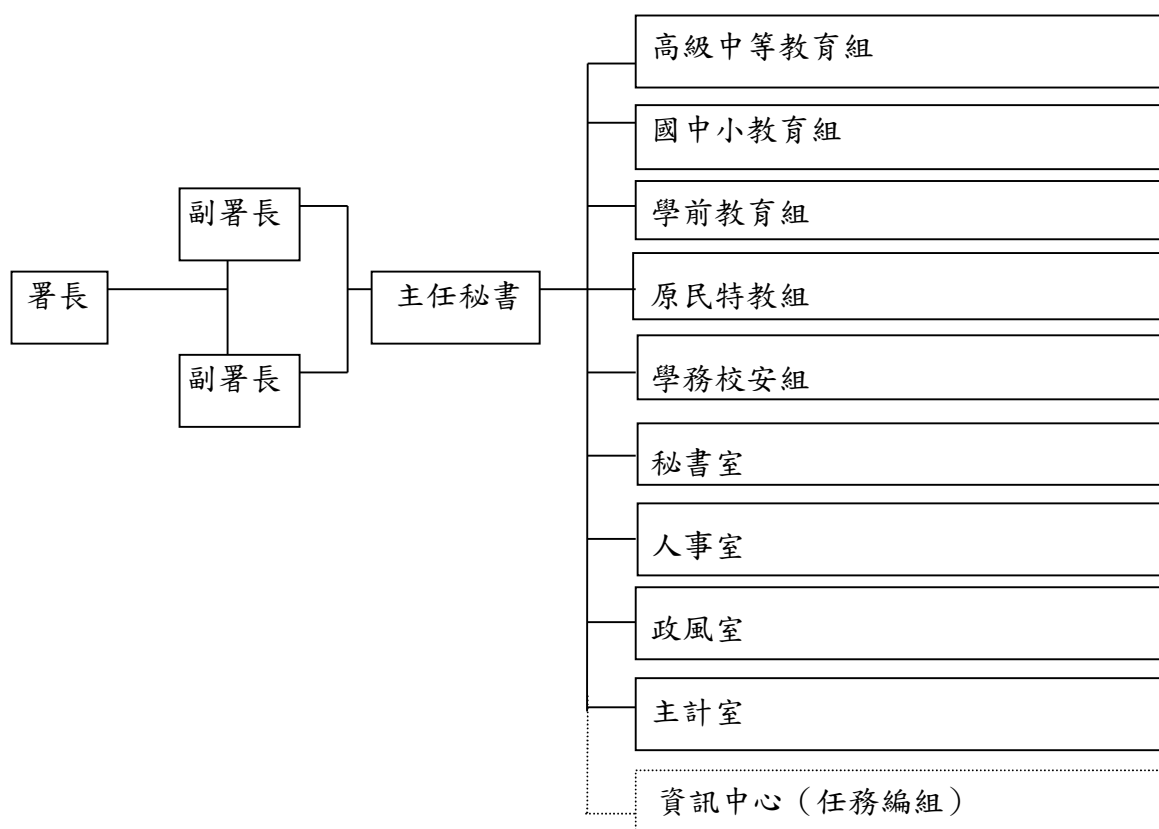 署長
副署長
副署長
主任秘書
高級中等教育組
國中小教育組
學前教育組
原民特教組
學務校安組
秘書室
人事室
政風室
主計室
資訊中心（任務編組）